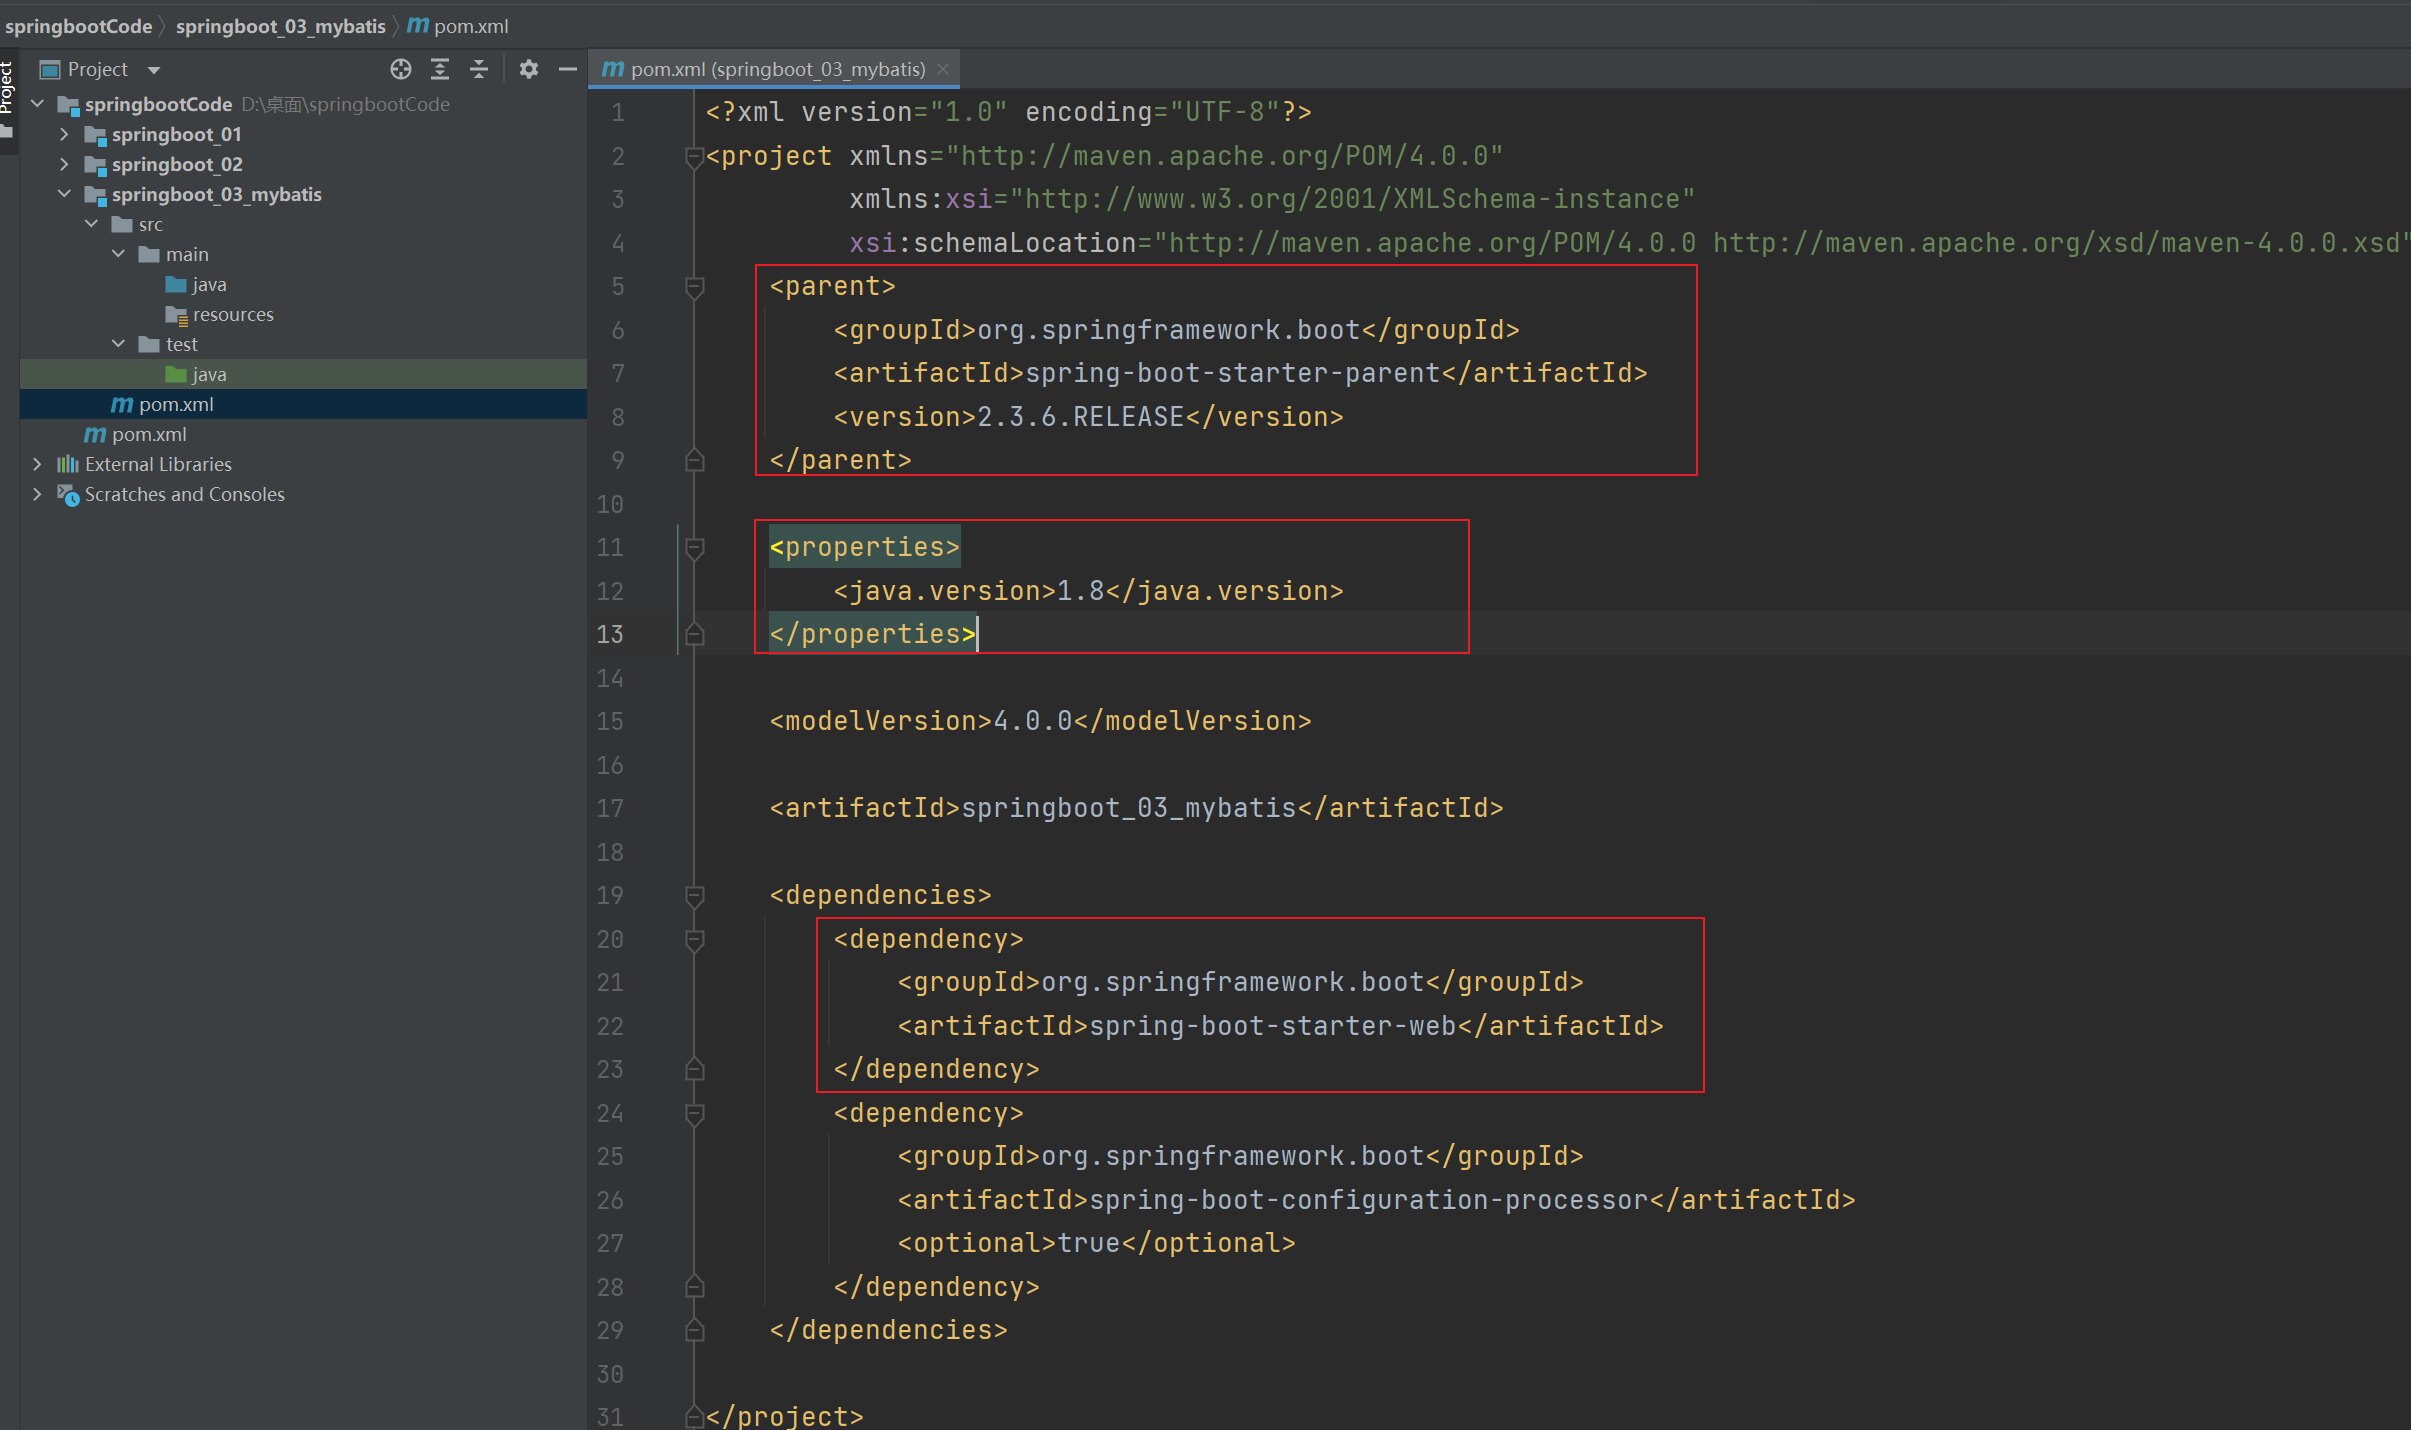 springbootCode
springboot_03_mybatis
pom.xml
Project
Project
springbootCode D:\桌面\springbootCode
springboot_01
springboot_02
springboot_03_mybatis
src
main
java
resources
test
java
pom.xml
pom.xml
External Libraries
Scratches and Consoles
pom.xml (springboot_03_mybatis)
1 <?xml version="1.0" encoding="UTF-8"?>
2 <project xmlns="http://maven.apache.org/POM/4.0.0"
3 xmlns:xsi="http://www.w3.org/2001/XMLSchema-instance"
4 xsi:schemaLocation="http://maven.apache.org/POM/4.0.0 http://maven.apache.org/xsd/maven-4.0.0.xsd"
5 <parent>
6 <groupId>org.springframework.boot</groupId>
7 <artifactId>spring-boot-starter-parent</artifactId>
8 <version>2.3.6.RELEASE</version>
9 </parent>
10
11 <properties>
12 <java.version>1.8</java.version>
13 </properties>
14
15 <modelVersion>4.0.0</modelVersion>
16
17 <artifactId>springboot_03_mybatis</artifactId>
18
19 <dependencies>
20 <dependency>
21 <groupId>org.springframework.boot</groupId>
22 <artifactId>spring-boot-starter-web</artifactId>
23 </dependency>
24 <dependency>
25 <groupId>org.springframework.boot</groupId>
26 <artifactId>spring-boot-configuration-processor</artifactId>
27 <optional>true</optional>
28 </dependency>
29 </dependencies>
30
31 </project>